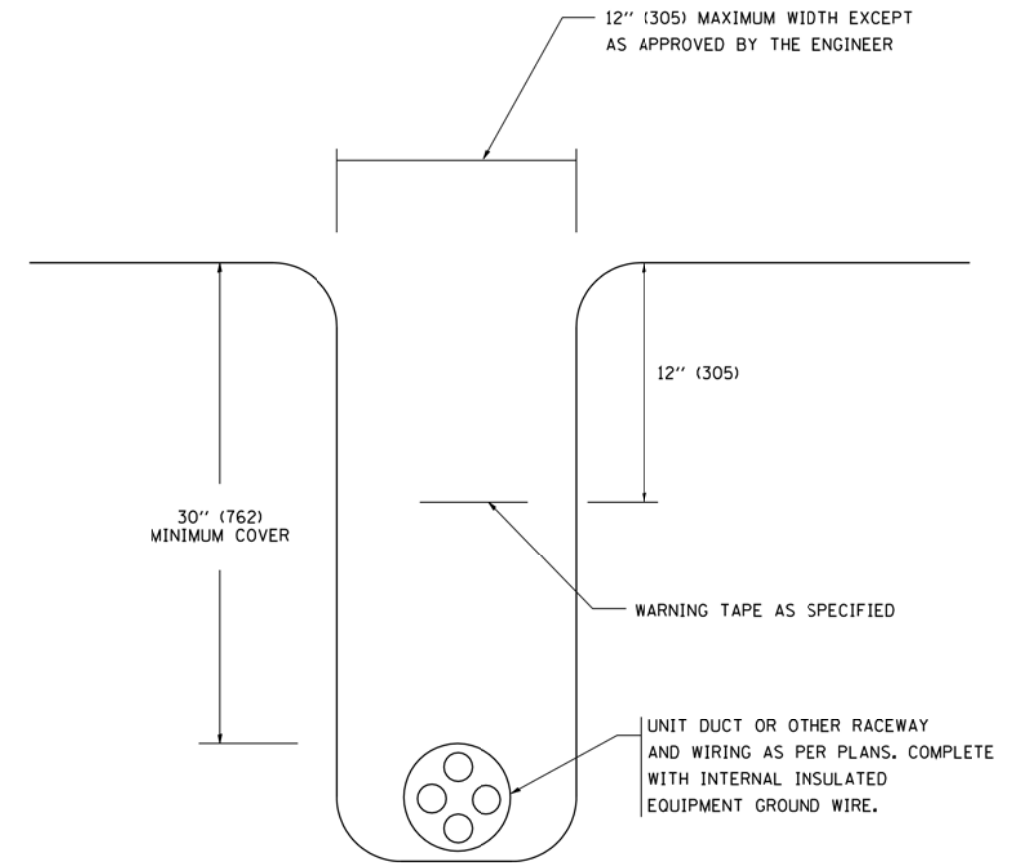 12'' (305) MAXIMUM WIDTH EXCEPT
AS APPROVED BY THE ENGINEER
12'' (305)
30'' (762)
MINIMUM COVER
WARNING TAPE AS SPECIFIED
UNIT DUCT OR OTHER RACEWAY
AND WIRING AS PER PLANS. COMPLETE
WITH INTERNAL INSULATED
EQUIPMENT GROUND WIRE.